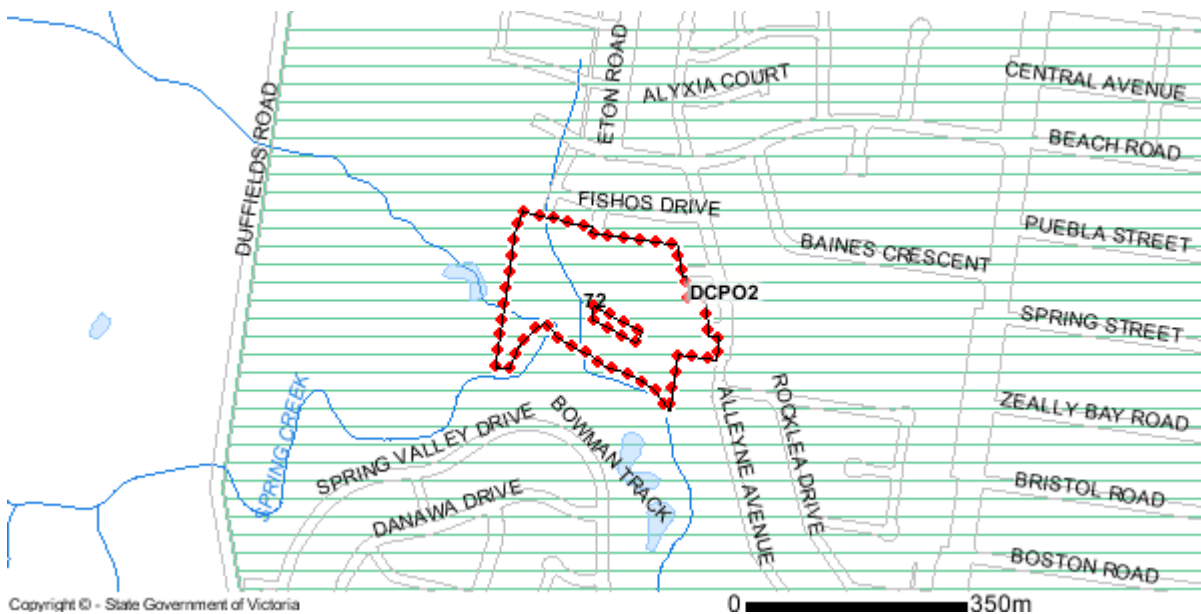 DUFFIELDS ROAD
ETON ROAD
ALYXIA COURT
CENTRAL AVENUE
BEACH ROAD
FISHOS DRIVE
PUEBLA STREET
BAINES CRESCENT
DCPO2
72
SPRING STREET
SPRING CREEK
SPRING VALLEY DRIVE
BOWMAN TRACK
ALLEYNE AVENUE
ROCKLEA DRIVE
ZEALLY BAY ROAD
DANAWA DRIVE
BRISTOL ROAD
BOSTON ROAD
Copyright © - State Government of Victoria
0 350m